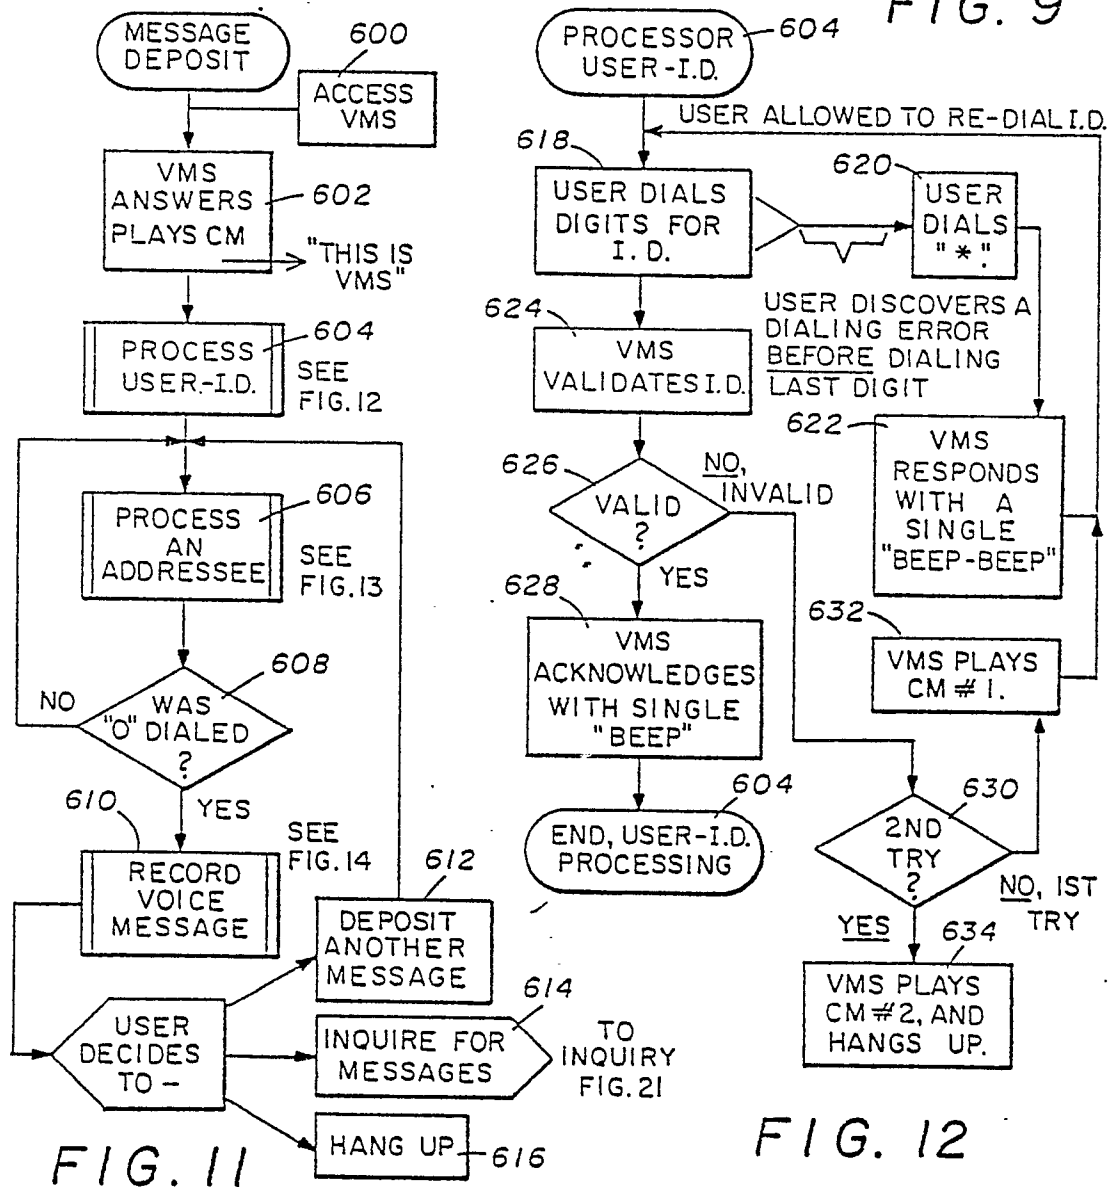 FIG. 9
MESSAGE
DEPOSIT
600
ACCESS
VMS
VMS
ANSWERS
PLAYS CM
602
"THIS IS
VMS"
PROCESS
USER-I.D.
604
SEE
FIG.12
PROCESS
AN
ADDRESSEE
606
SEE
FIG.13
608
NO
WAS
"0" DIALED
?
YES
610
SEE
FIG.14
RECORD
VOICE
MESSAGE
612
DEPOSIT
ANOTHER
MESSAGE
USER
DECIDES
TO –
614
INQUIRE FOR
MESSAGES
TO
INQUIRY
FIG.21
HANG UP
616
FIG. 11
PROCESSOR
USER-I.D.
604
USER ALLOWED TO RE-DIAL I.D.
618
USER DIALS
DIGITS FOR
I.D.
620
USER
DIALS
"*".
USER DISCOVERS A
DIALING ERROR
BEFORE DIALING
LAST DIGIT
624
VMS
VALIDATES I.D.
622
VMS
RESPONDS
WITH A
SINGLE
"BEEP-BEEP"
626
VALID
?
NO,
INVALID
YES
628
VMS
ACKNOWLEDGES
WITH SINGLE
"BEEP"
632
VMS PLAYS
CM #1.
604
END, USER-I.D.
PROCESSING
630
2ND
TRY
?
NO, 1ST
TRY
YES
634
VMS PLAYS
CM #2, AND
HANGS UP.
FIG. 12